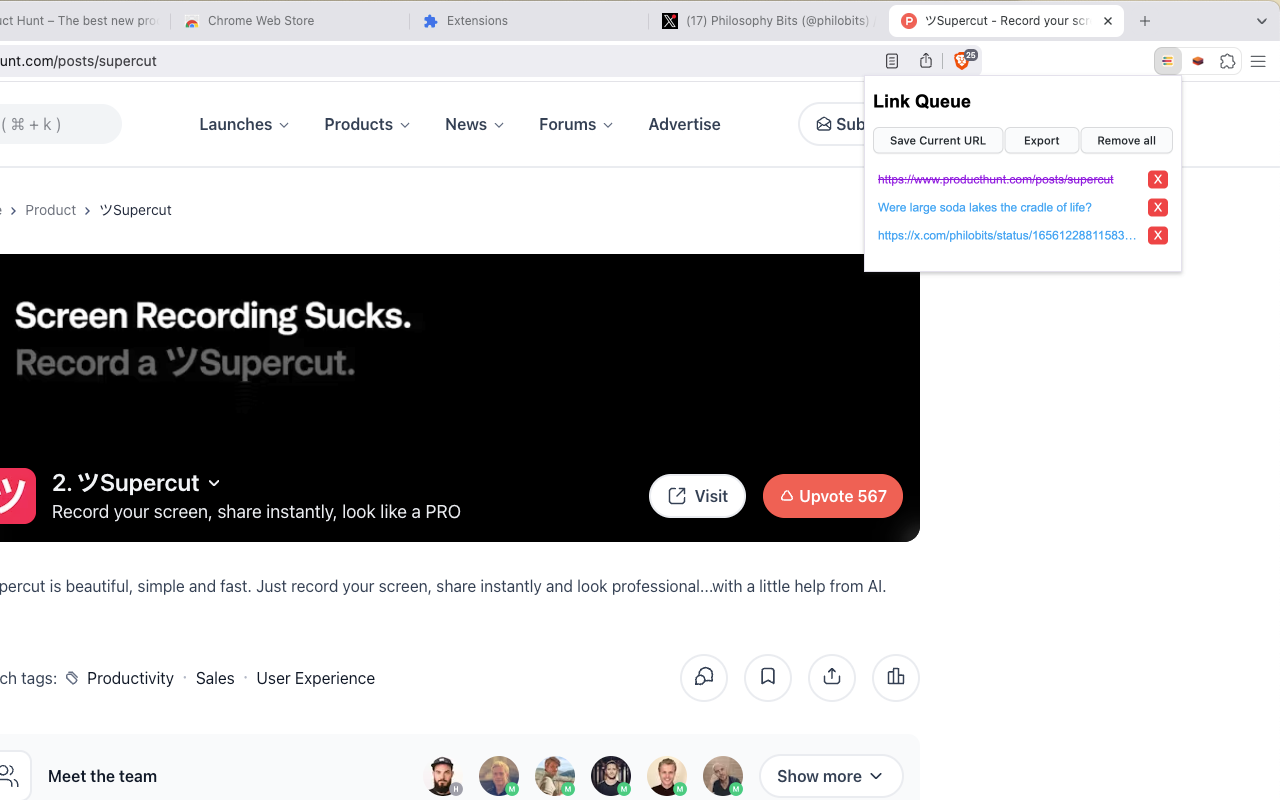 uct Hunt – The best new pro
Chrome Web Store
Extensions
(17) Philosophy Bits (@philobits)
ツSupercut - Record your scr
unt.com/posts/supercut
25
Link Queue
Save Current URL
Export
Remove all
https://www.producthunt.com/posts/supercut
X
Were large soda lakes the cradle of life?
X
https://x.com/philobits/status/16561228811583...
X
( ⌘ + k )
Launches
Products
News
Forums
Advertise
Sub
e > Product > ツSupercut
Screen Recording Sucks.
Record a ツSupercut.
2. ツSupercut
Record your screen, share instantly, look like a PRO
Visit
Upvote 567
percut is beautiful, simple and fast. Just record your screen, share instantly and look professional...with a little help from AI.
ch tags: Productivity · Sales · User Experience
Meet the team
H
M
M
M
M
M
Show more